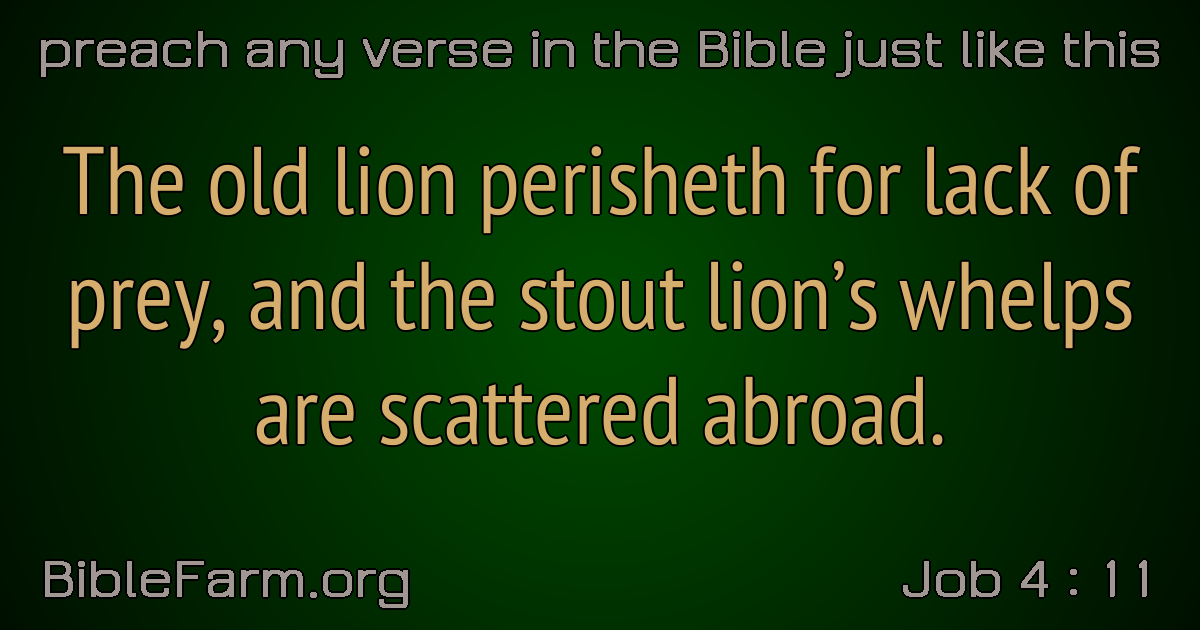 preach any verse in the Bible just like this
The old lion perisheth for lack of
prey, and the stout lion’s whelps
are scattered abroad.
BibleFarm.org
Job 4 : 11